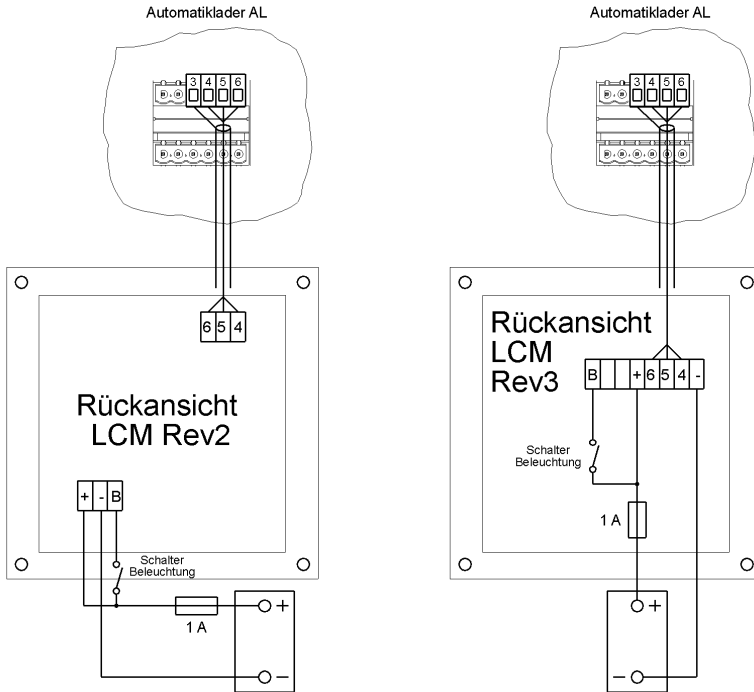 Automatiklader AL
3 4 5 6
6 5 4
Rückansicht
LCM Rev2
+ - B
Schalter
Beleuchtung
1 A
+
-
Automatiklader AL
3 4 5 6
Rückansicht
LCM
Rev3
B + 6 5 4 -
Schalter
Beleuchtung
1 A
+
-